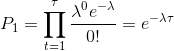 P_1 = \prod_{t=1}^{\tau} \frac{\lambda^0 e^{-\lambda}}{0!} = e^{-\lambda\tau}